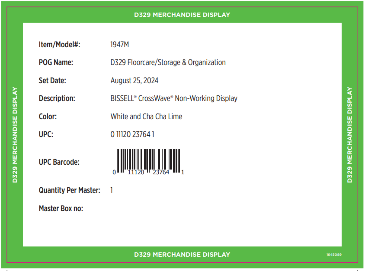 D329 MERCHANDISE DISPLAY
Item/Model#: 1947M
POG Name: D329 Floorcare/Storage & Organization
Set Date: August 25, 2024
Description: BISSELL® CrossWave® Non-Working Display
Color: White and Cha Cha Lime
UPC: 0 11120 23764 1
UPC Barcode:
0 11120 23764 1
Quantity Per Master: 1
Master Box no:
D329 MERCHANDISE DISPLAY
D329 MERCHANDISE DISPLAY
D329 MERCHANDISE DISPLAY